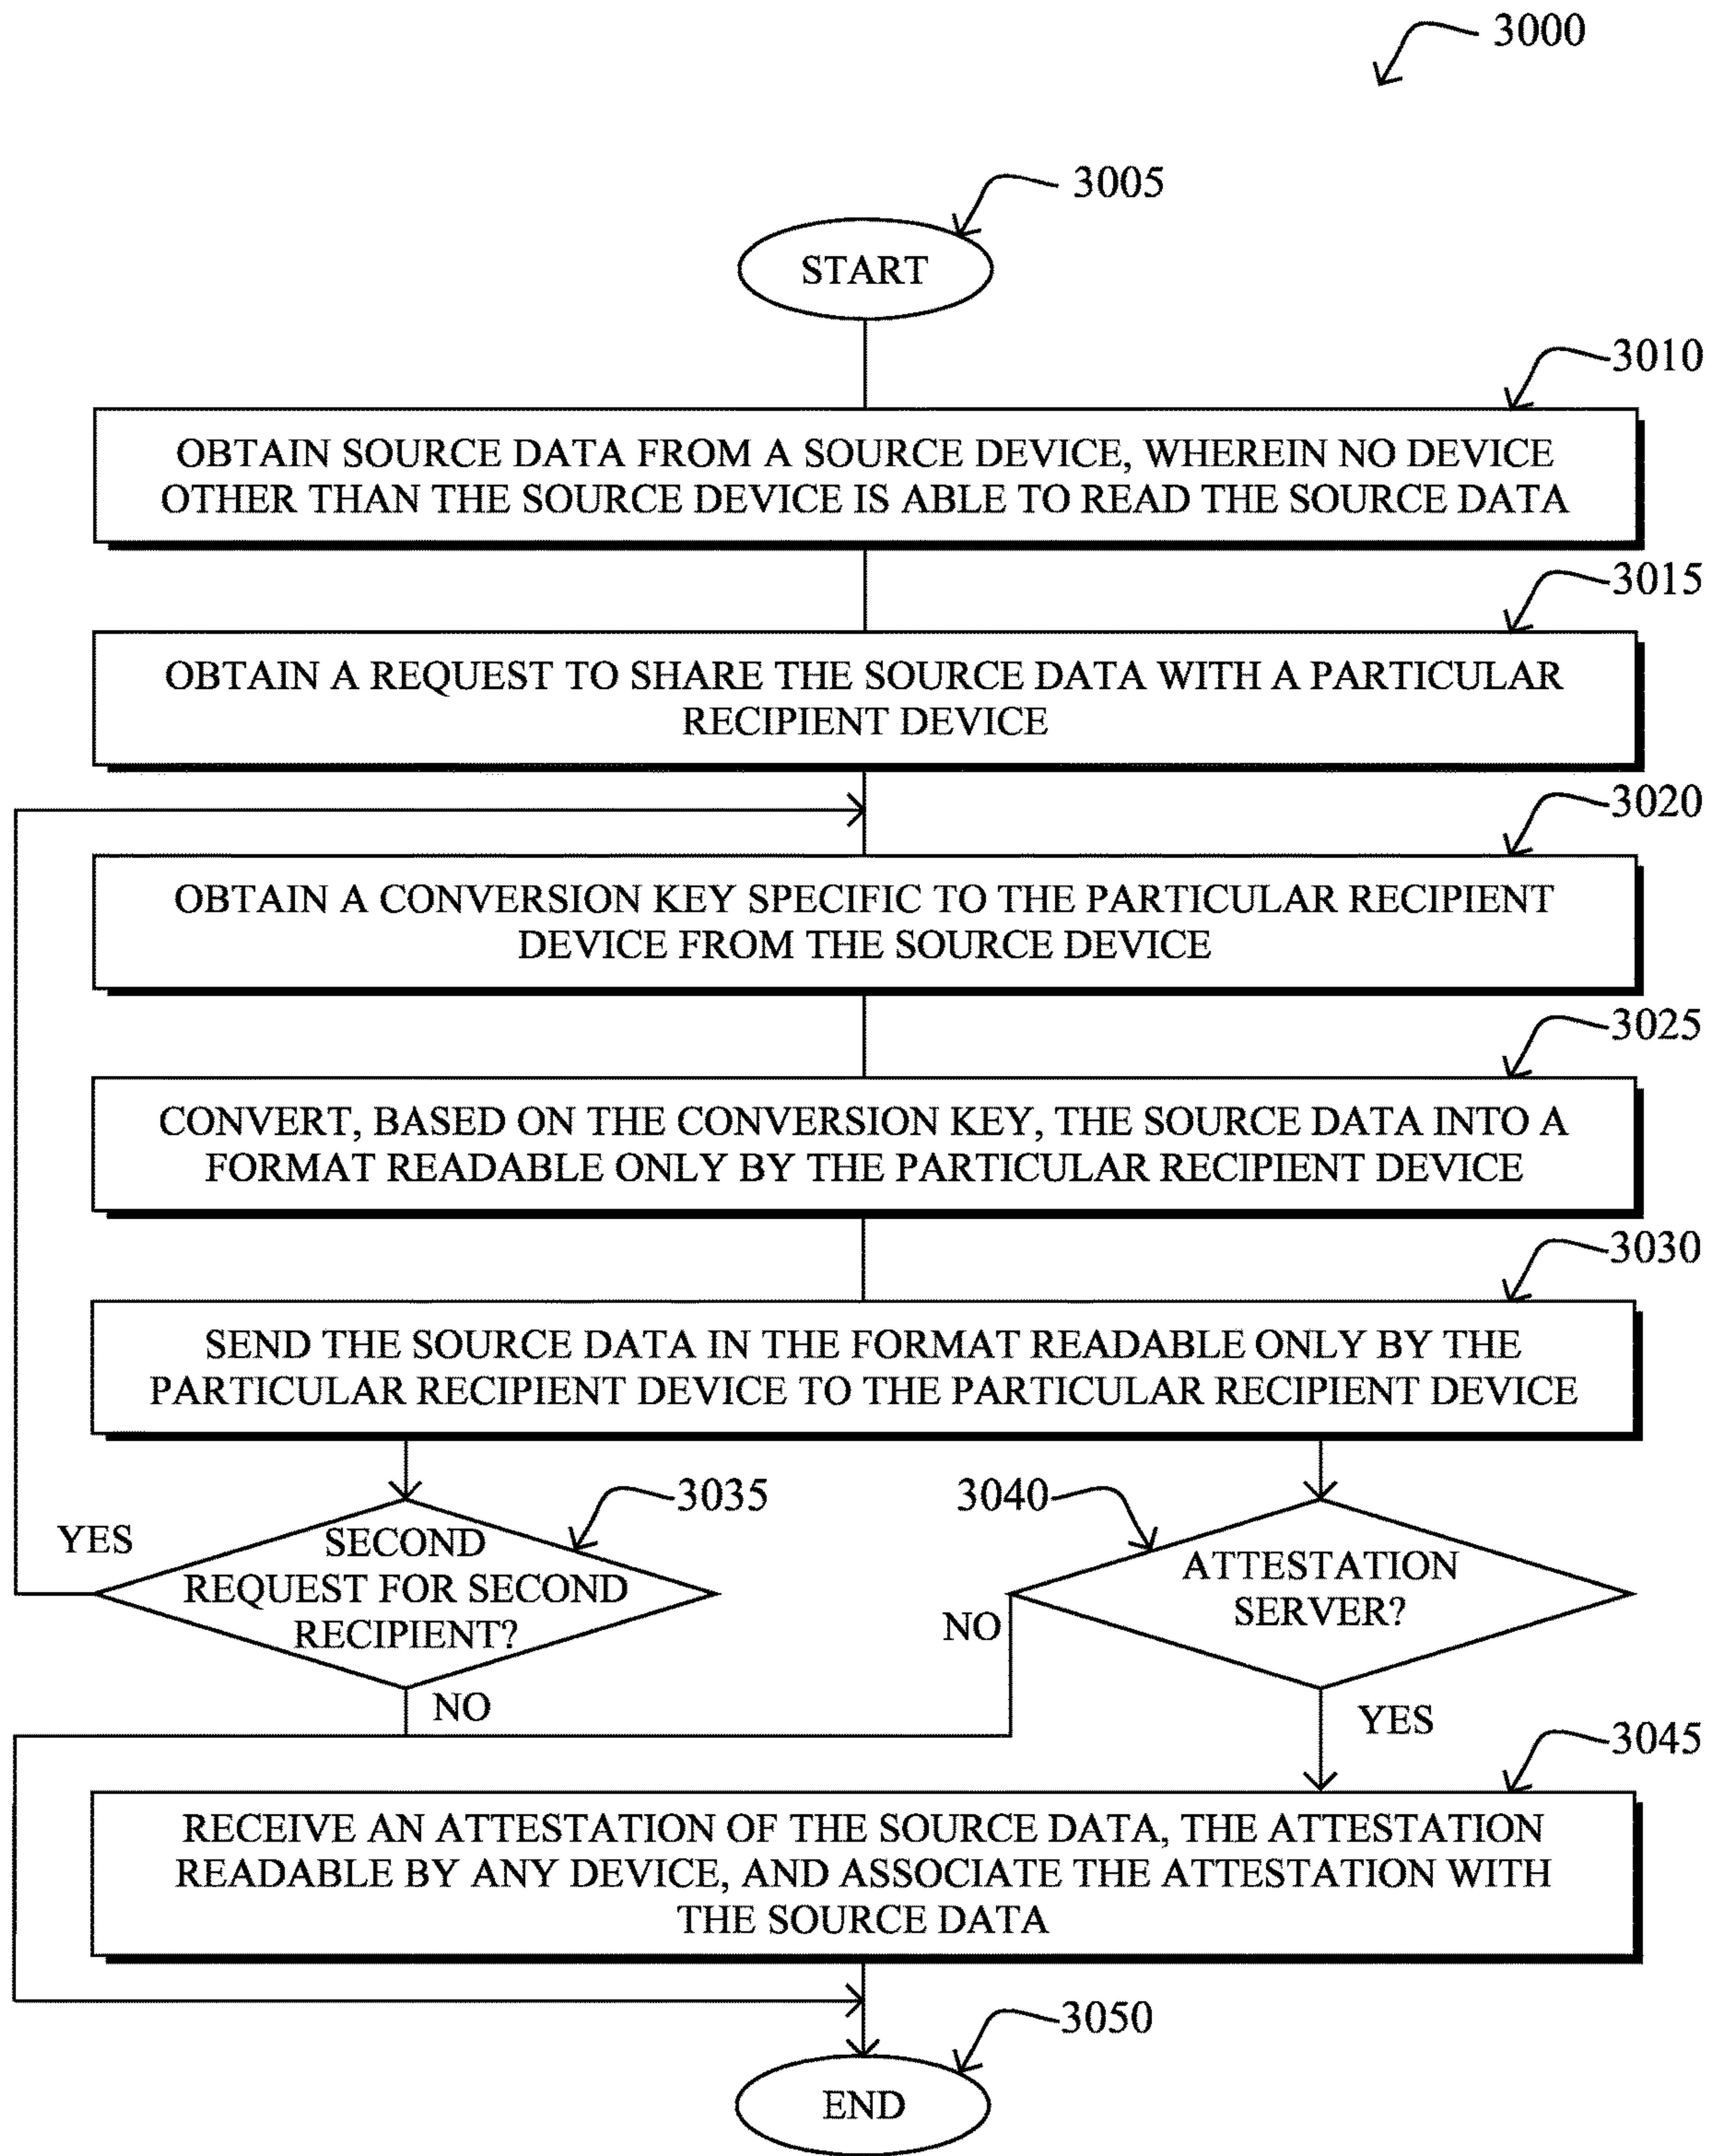 3000
3005
START
3010
OBTAIN SOURCE DATA FROM A SOURCE DEVICE, WHEREIN NO DEVICE
OTHER THAN THE SOURCE DEVICE IS ABLE TO READ THE SOURCE DATA
3015
OBTAIN A REQUEST TO SHARE THE SOURCE DATA WITH A PARTICULAR
RECIPIENT DEVICE
3020
OBTAIN A CONVERSION KEY SPECIFIC TO THE PARTICULAR RECIPIENT
DEVICE FROM THE SOURCE DEVICE
3025
CONVERT, BASED ON THE CONVERSION KEY, THE SOURCE DATA INTO A
FORMAT READABLE ONLY BY THE PARTICULAR RECIPIENT DEVICE
3030
SEND THE SOURCE DATA IN THE FORMAT READABLE ONLY BY THE
PARTICULAR RECIPIENT DEVICE TO THE PARTICULAR RECIPIENT DEVICE
3035
YES
SECOND
REQUEST FOR SECOND
RECIPIENT?
NO
3040
ATTESTATION
SERVER?
NO
YES
3045
RECEIVE AN ATTESTATION OF THE SOURCE DATA, THE ATTESTATION
READABLE BY ANY DEVICE, AND ASSOCIATE THE ATTESTATION WITH
THE SOURCE DATA
3050
END